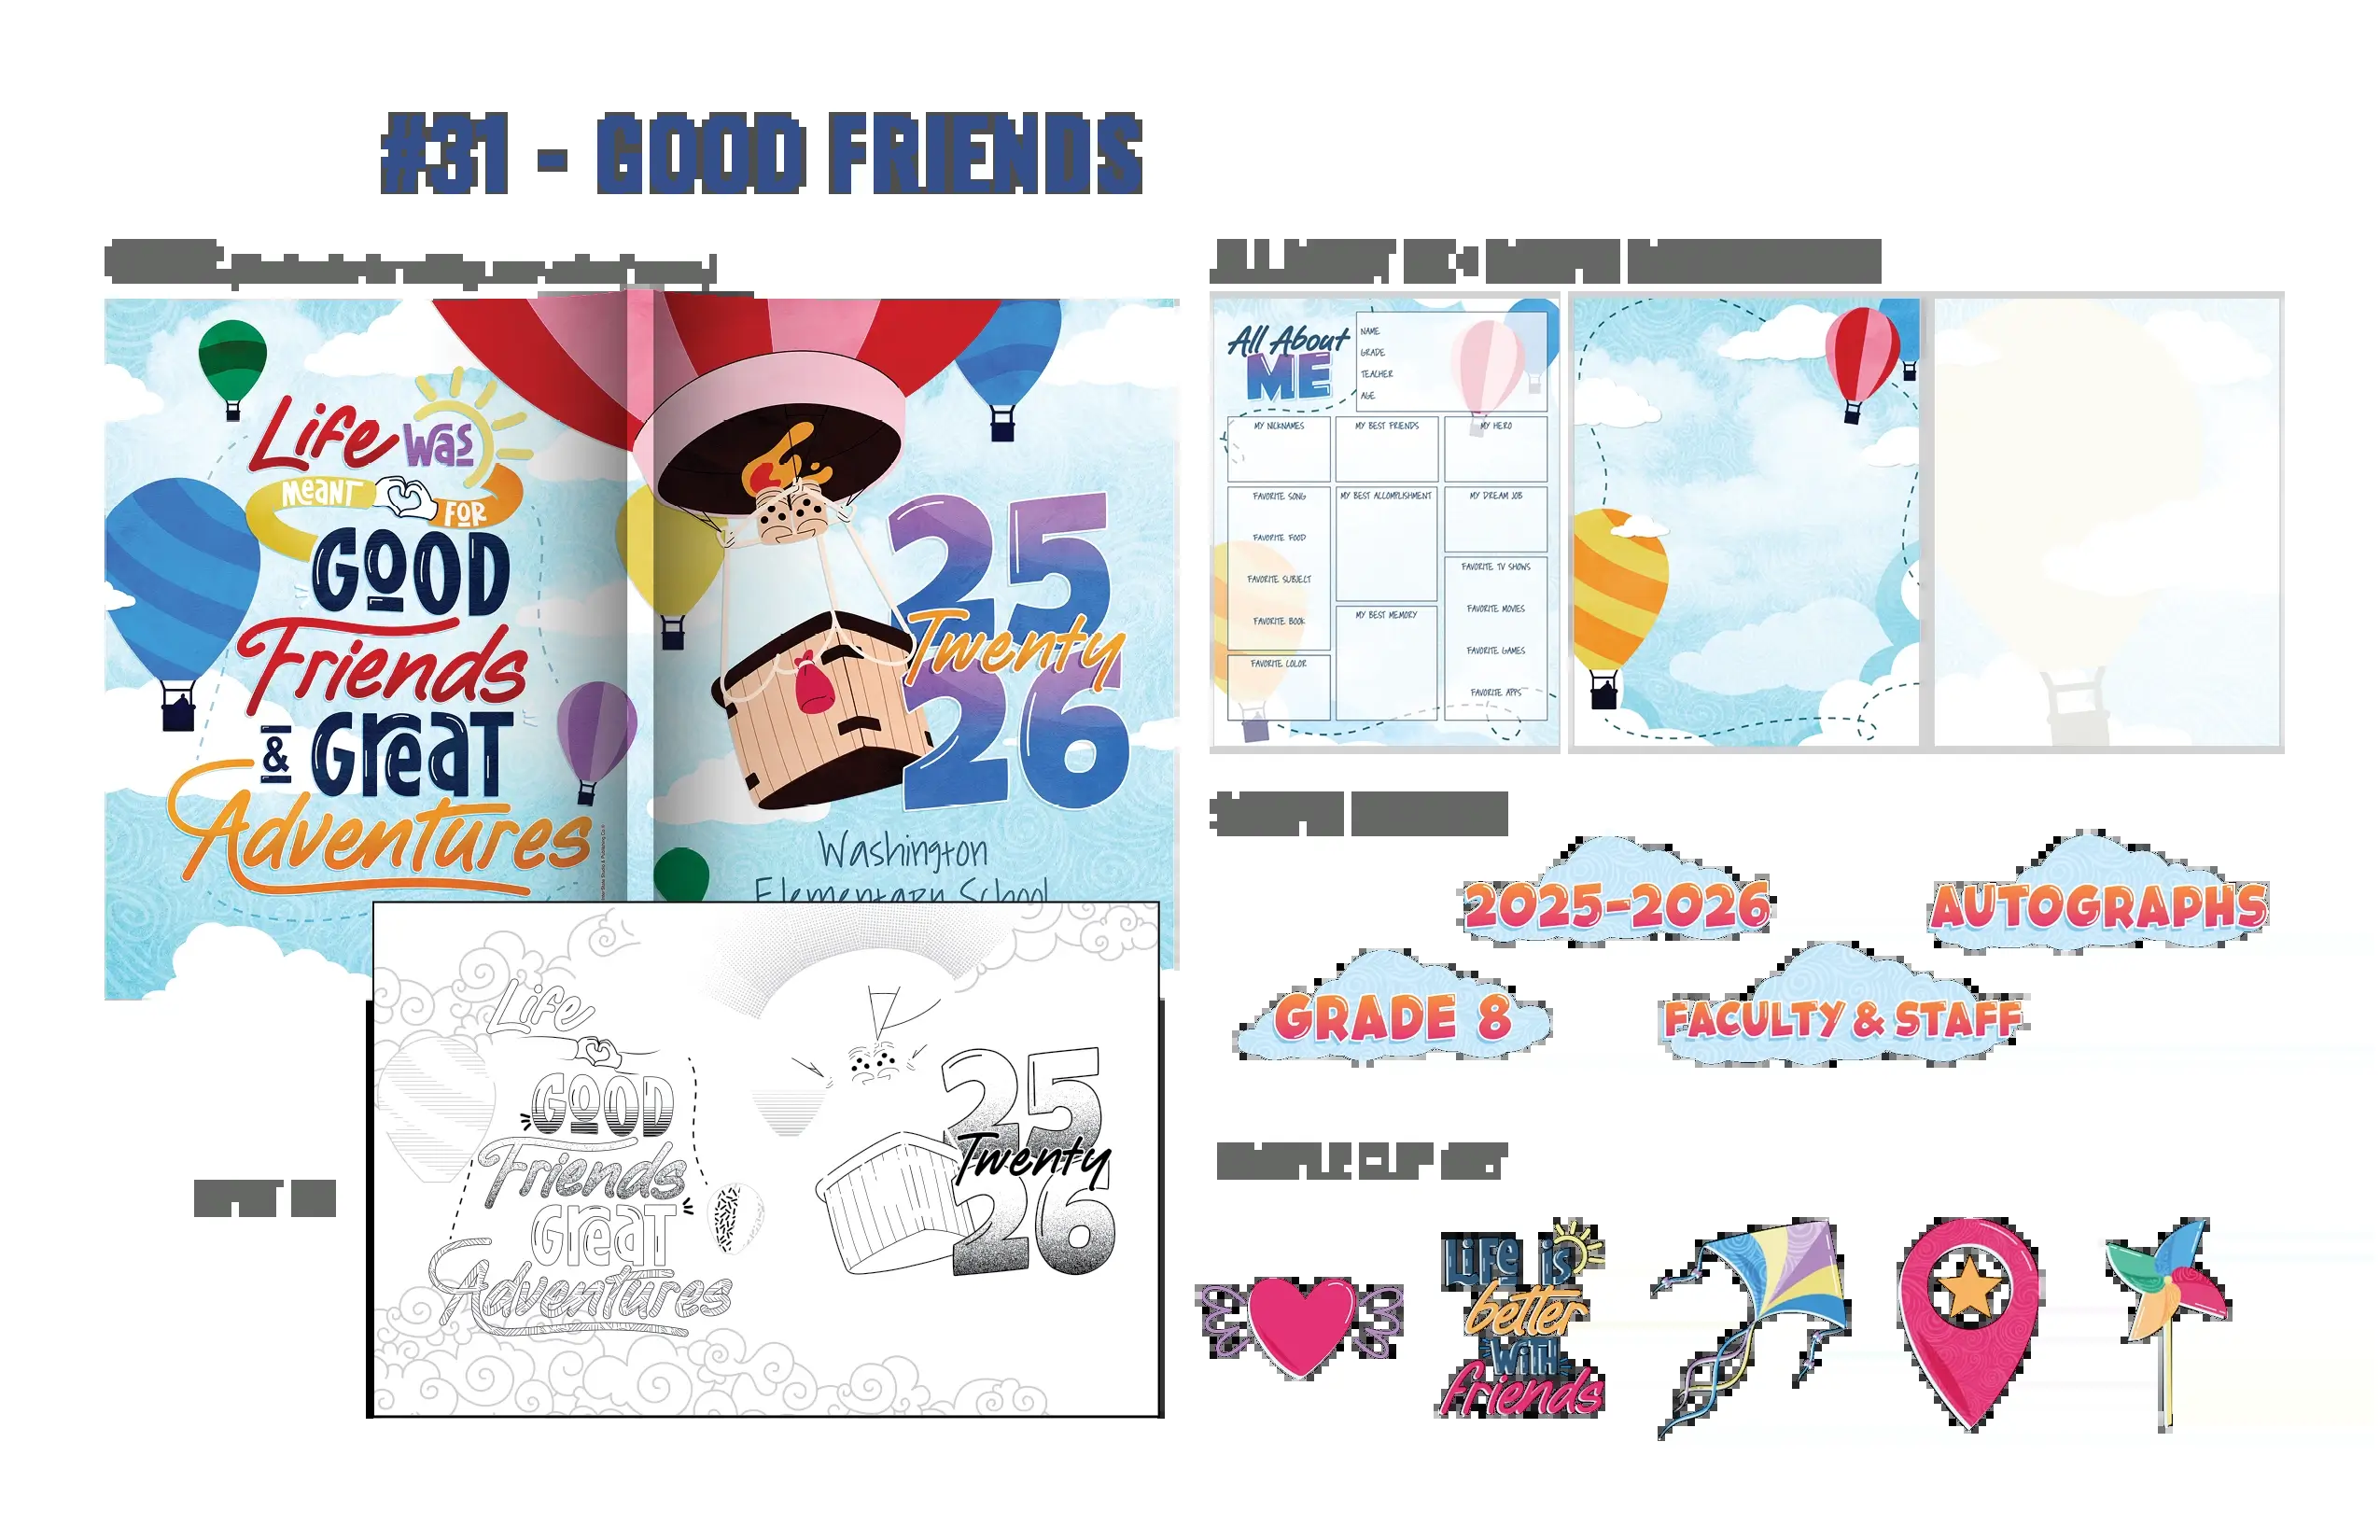 #31 - GOOD FRIENDS
Life was
MEANT FOR
GOOD
Friends
& Great
Adventures
25
Twenty
26
Washington
Elementary School
All About
ME
NAME
GRADE
TEACHER
AGE
MY NICKNAMES
MY BEST FRIENDS
MY HERO
FAVORITE SONG
MY BEST ACCOMPLISHMENT
MY DREAM JOB
FAVORITE FOOD
FAVORITE TV SHOWS
FAVORITE SUBJECT
FAVORITE MOVIES
FAVORITE BOOK
MY BEST MEMORY
FAVORITE GAMES
FAVORITE COLOR
FAVORITE APPS
2025-2026
AUTOGRAPHS
GRADE 8
FACULTY & STAFF
Life
GOOD
Friends
Great
Adventures
25
Twenty
26
Life is
better
with
friends